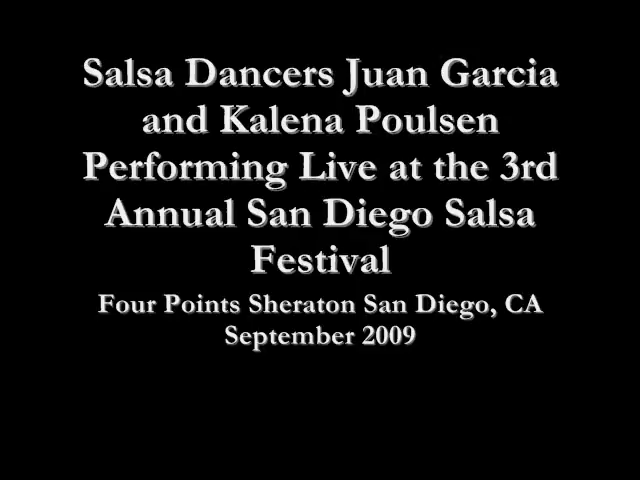 Salsa Dancers Juan Garcia
and Kalena Poulsen
Performing Live at the 3rd
Annual San Diego Salsa
Festival
Four Points Sheraton San Diego, CA
September 2009